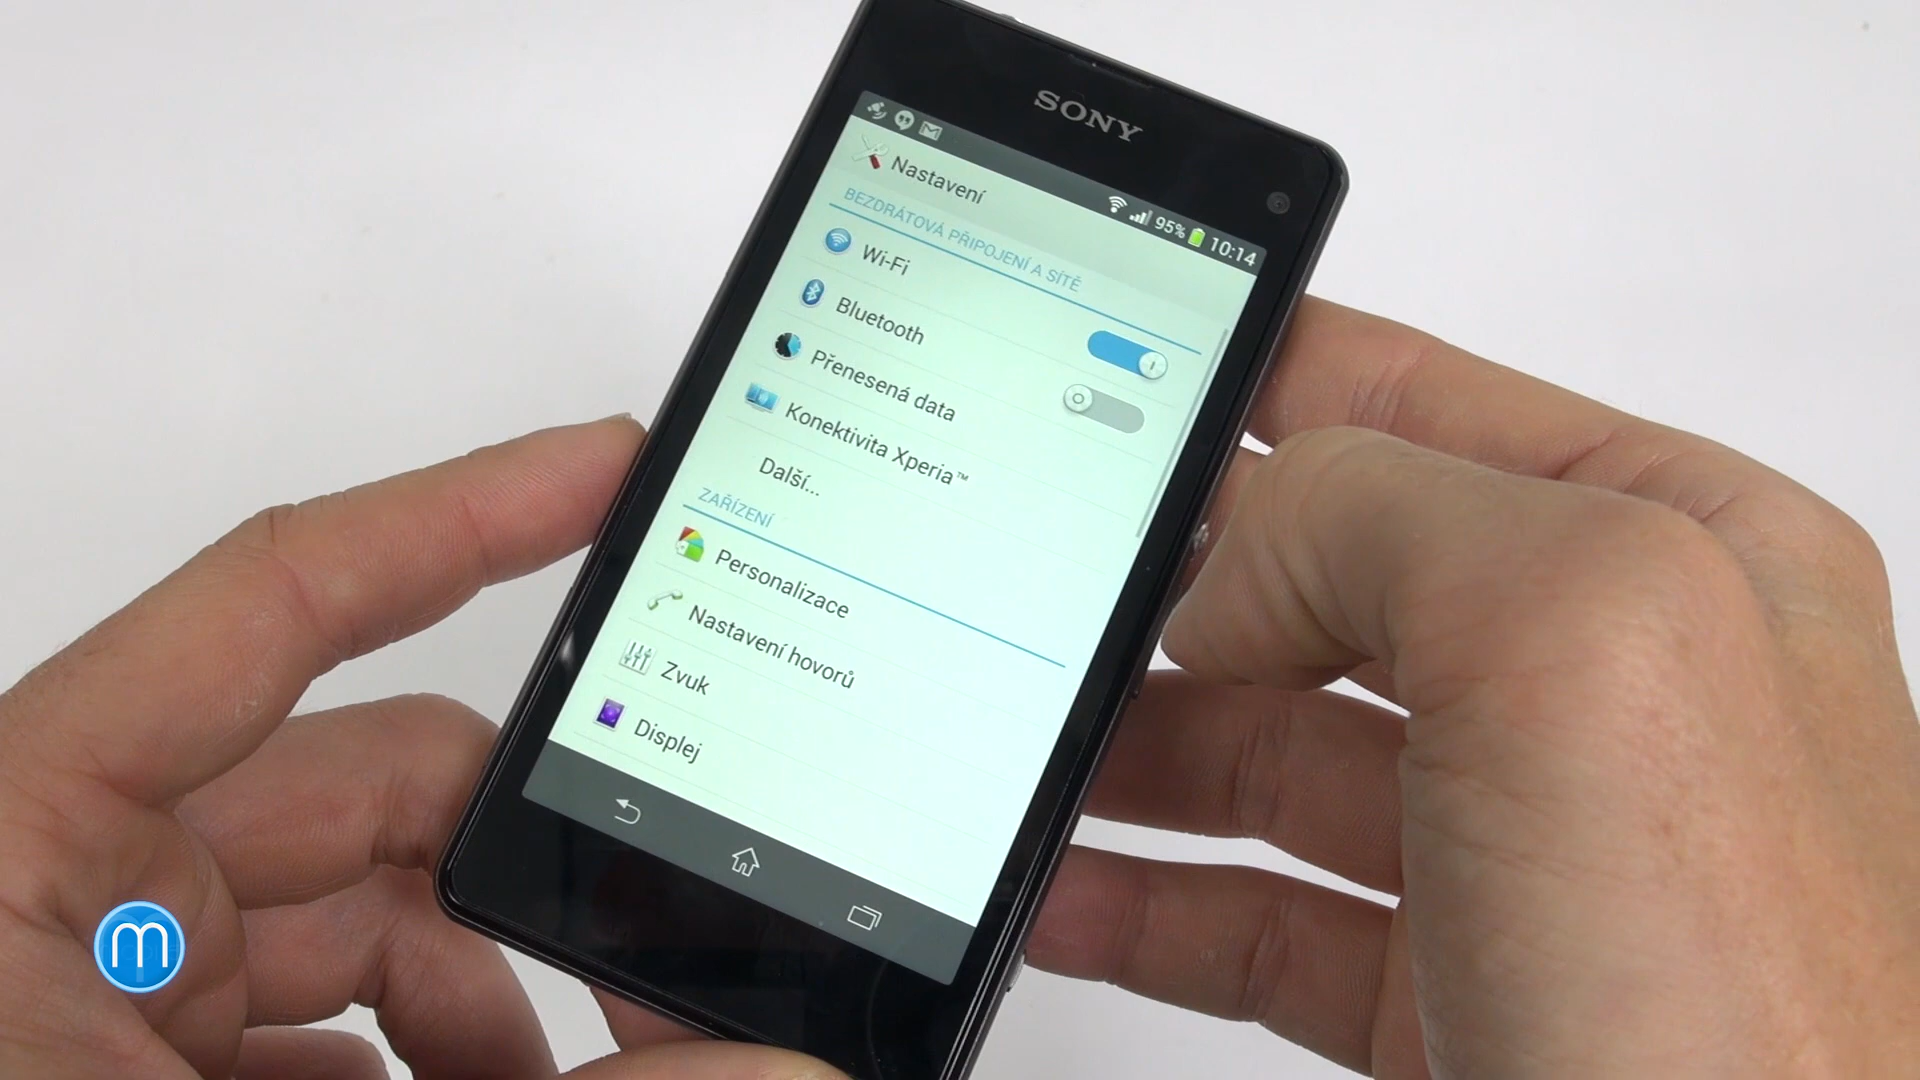 SONY
95% 10:14
Nastavení
BEZDRÁTOVÁ PŘIPOJENÍ A SÍTĚ
Wi-Fi
Bluetooth
Přenesená data
Konektivita Xperia™
Další...
ZAŘÍZENÍ
Personalizace
Nastavení hovorů
Zvuk
Displej
m